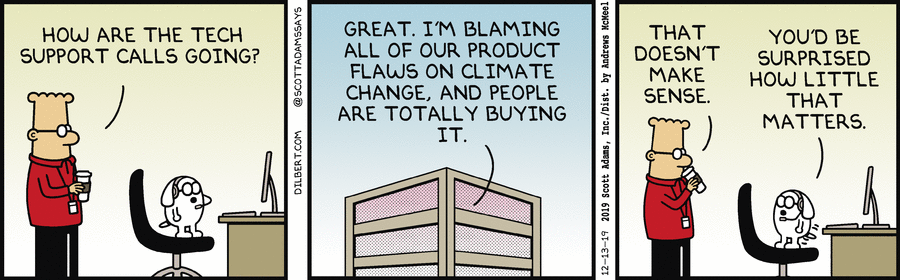 HOW ARE THE TECH
SUPPORT CALLS GOING?
DILBERT.COM @SCOTTADAMSSAYS
GREAT. I'M BLAMING
ALL OF OUR PRODUCT
FLAWS ON CLIMATE
CHANGE, AND PEOPLE
ARE TOTALLY BUYING
IT.
12-13-19 2019 Scott Adams, Inc./Dist. by Andrews McMeel
THAT
DOESN'T
MAKE
SENSE.
YOU'D BE
SURPRISED
HOW LITTLE
THAT
MATTERS.